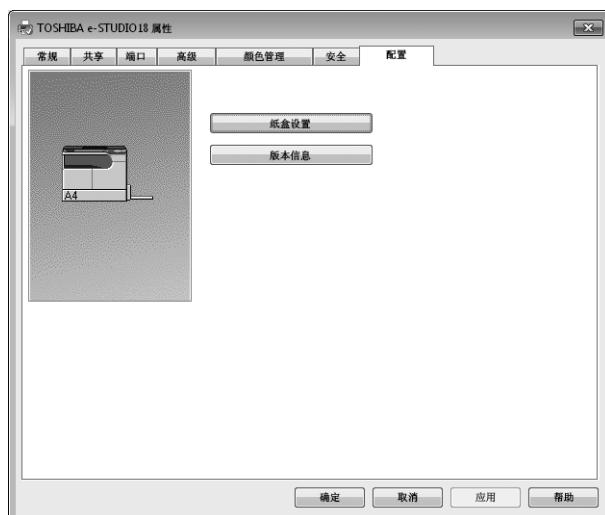 TOSHIBA e-STUDIO18 属性
常规 共享 端口 高级 颜色管理 安全 配置
纸盒设置
版本信息
A4
确定 取消 应用 帮助